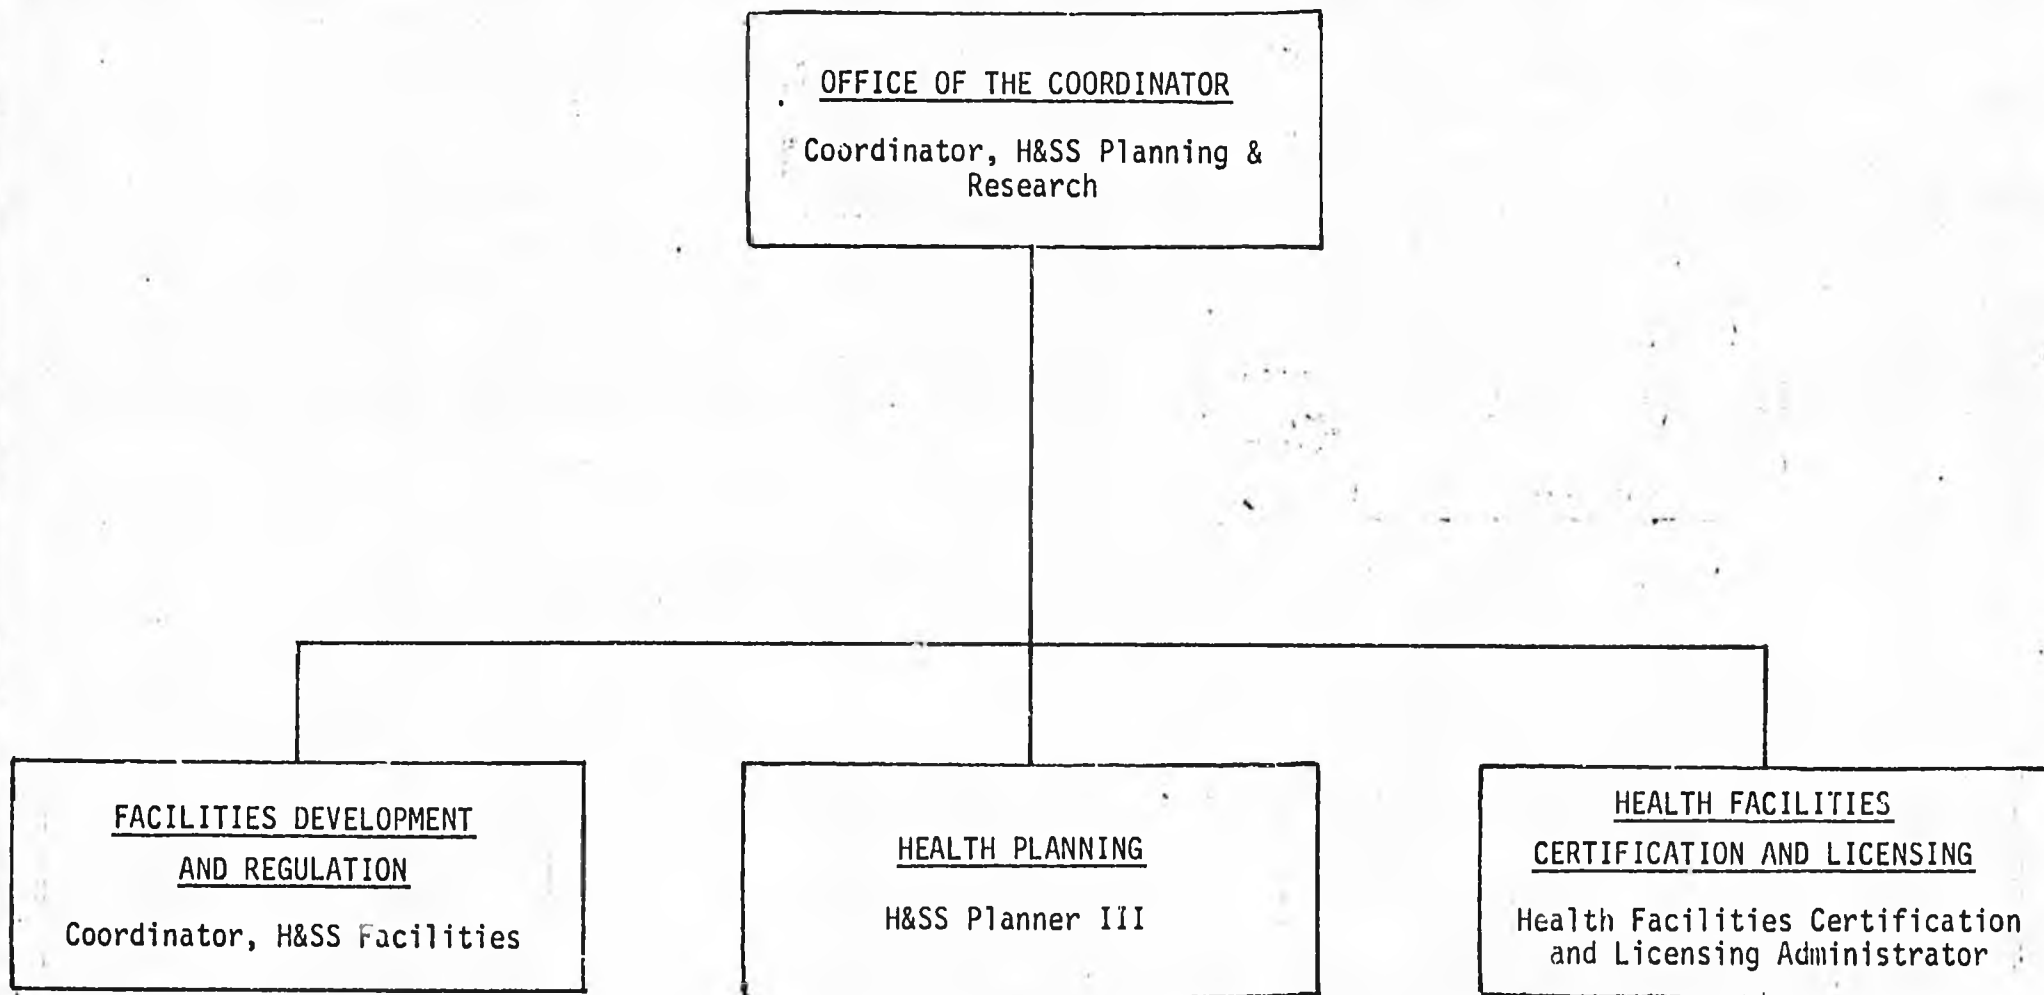 OFFICE OF THE COORDINATOR
Coordinator, H&SS Planning &
Research
FACILITIES DEVELOPMENT
AND REGULATION
Coordinator, H&SS Facilities
HEALTH PLANNING
H&SS Planner III
HEALTH FACILITIES
CERTIFICATION AND LICENSING
Health Facilities Certification
and Licensing Administrator